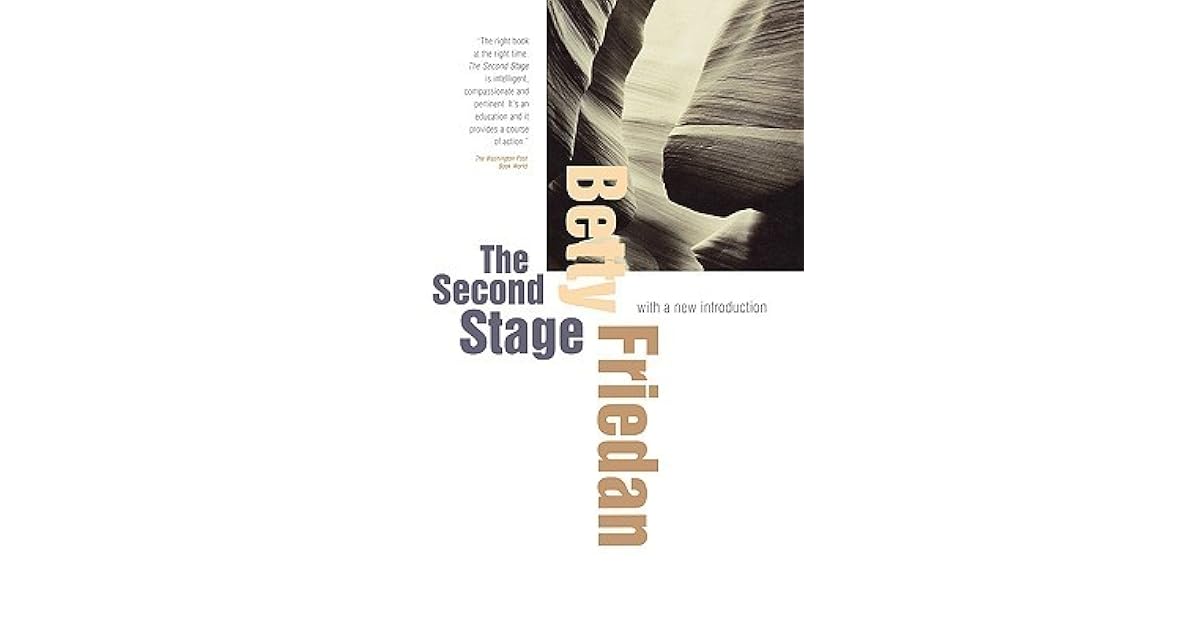 "The right book
at the right time.
The Second Stage
is intelligent,
compassionate and
pertinent. It's an
education and it
provides a course
of action."
The Washington Post
Book World
The
Second
Stage
Betty
Friedan
with a new introduction